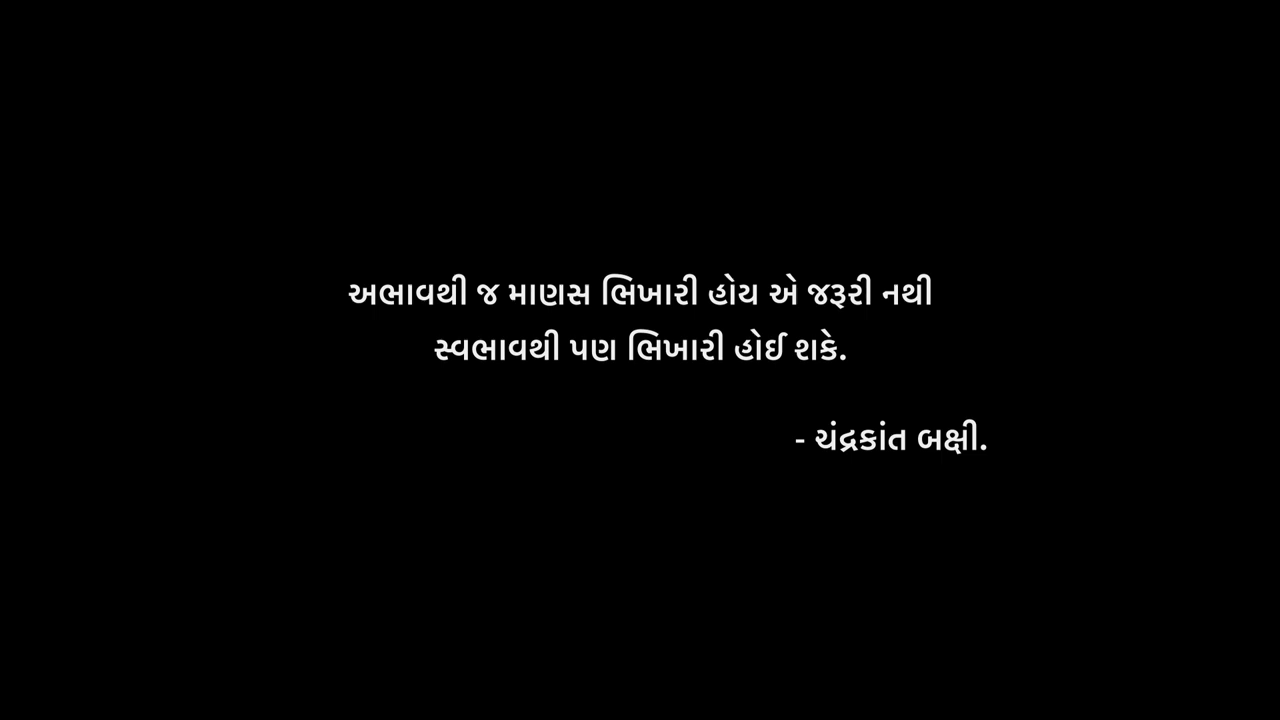 અભાવથી જ માણસ ભિખારી હોય એ જરૂરી નથી
સ્વભાવથી પણ ભિખારી હોઈ શકે.
- ચંદ્રકાંત બક્ષી.